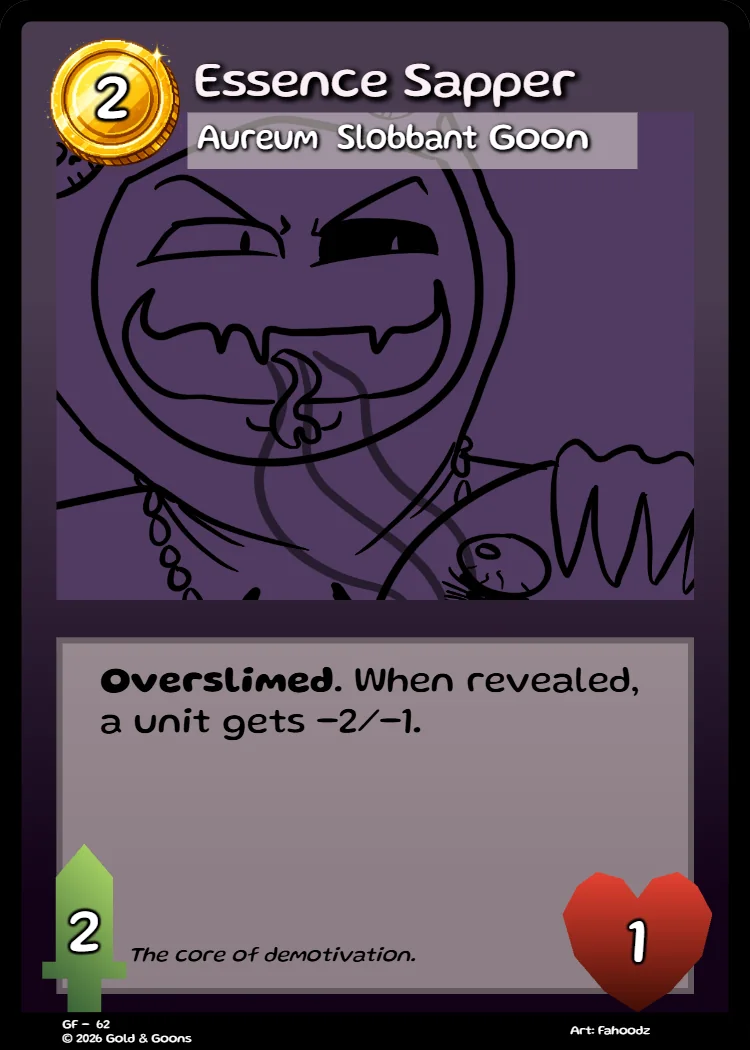 2
Essence Sapper
Aureum Slobbant Goon
Overslimed. When revealed,
a unit gets −2/−1.
2
The core of demotivation.
1
GF - 62
© 2026 Gold & Goons
Art: fahoodz